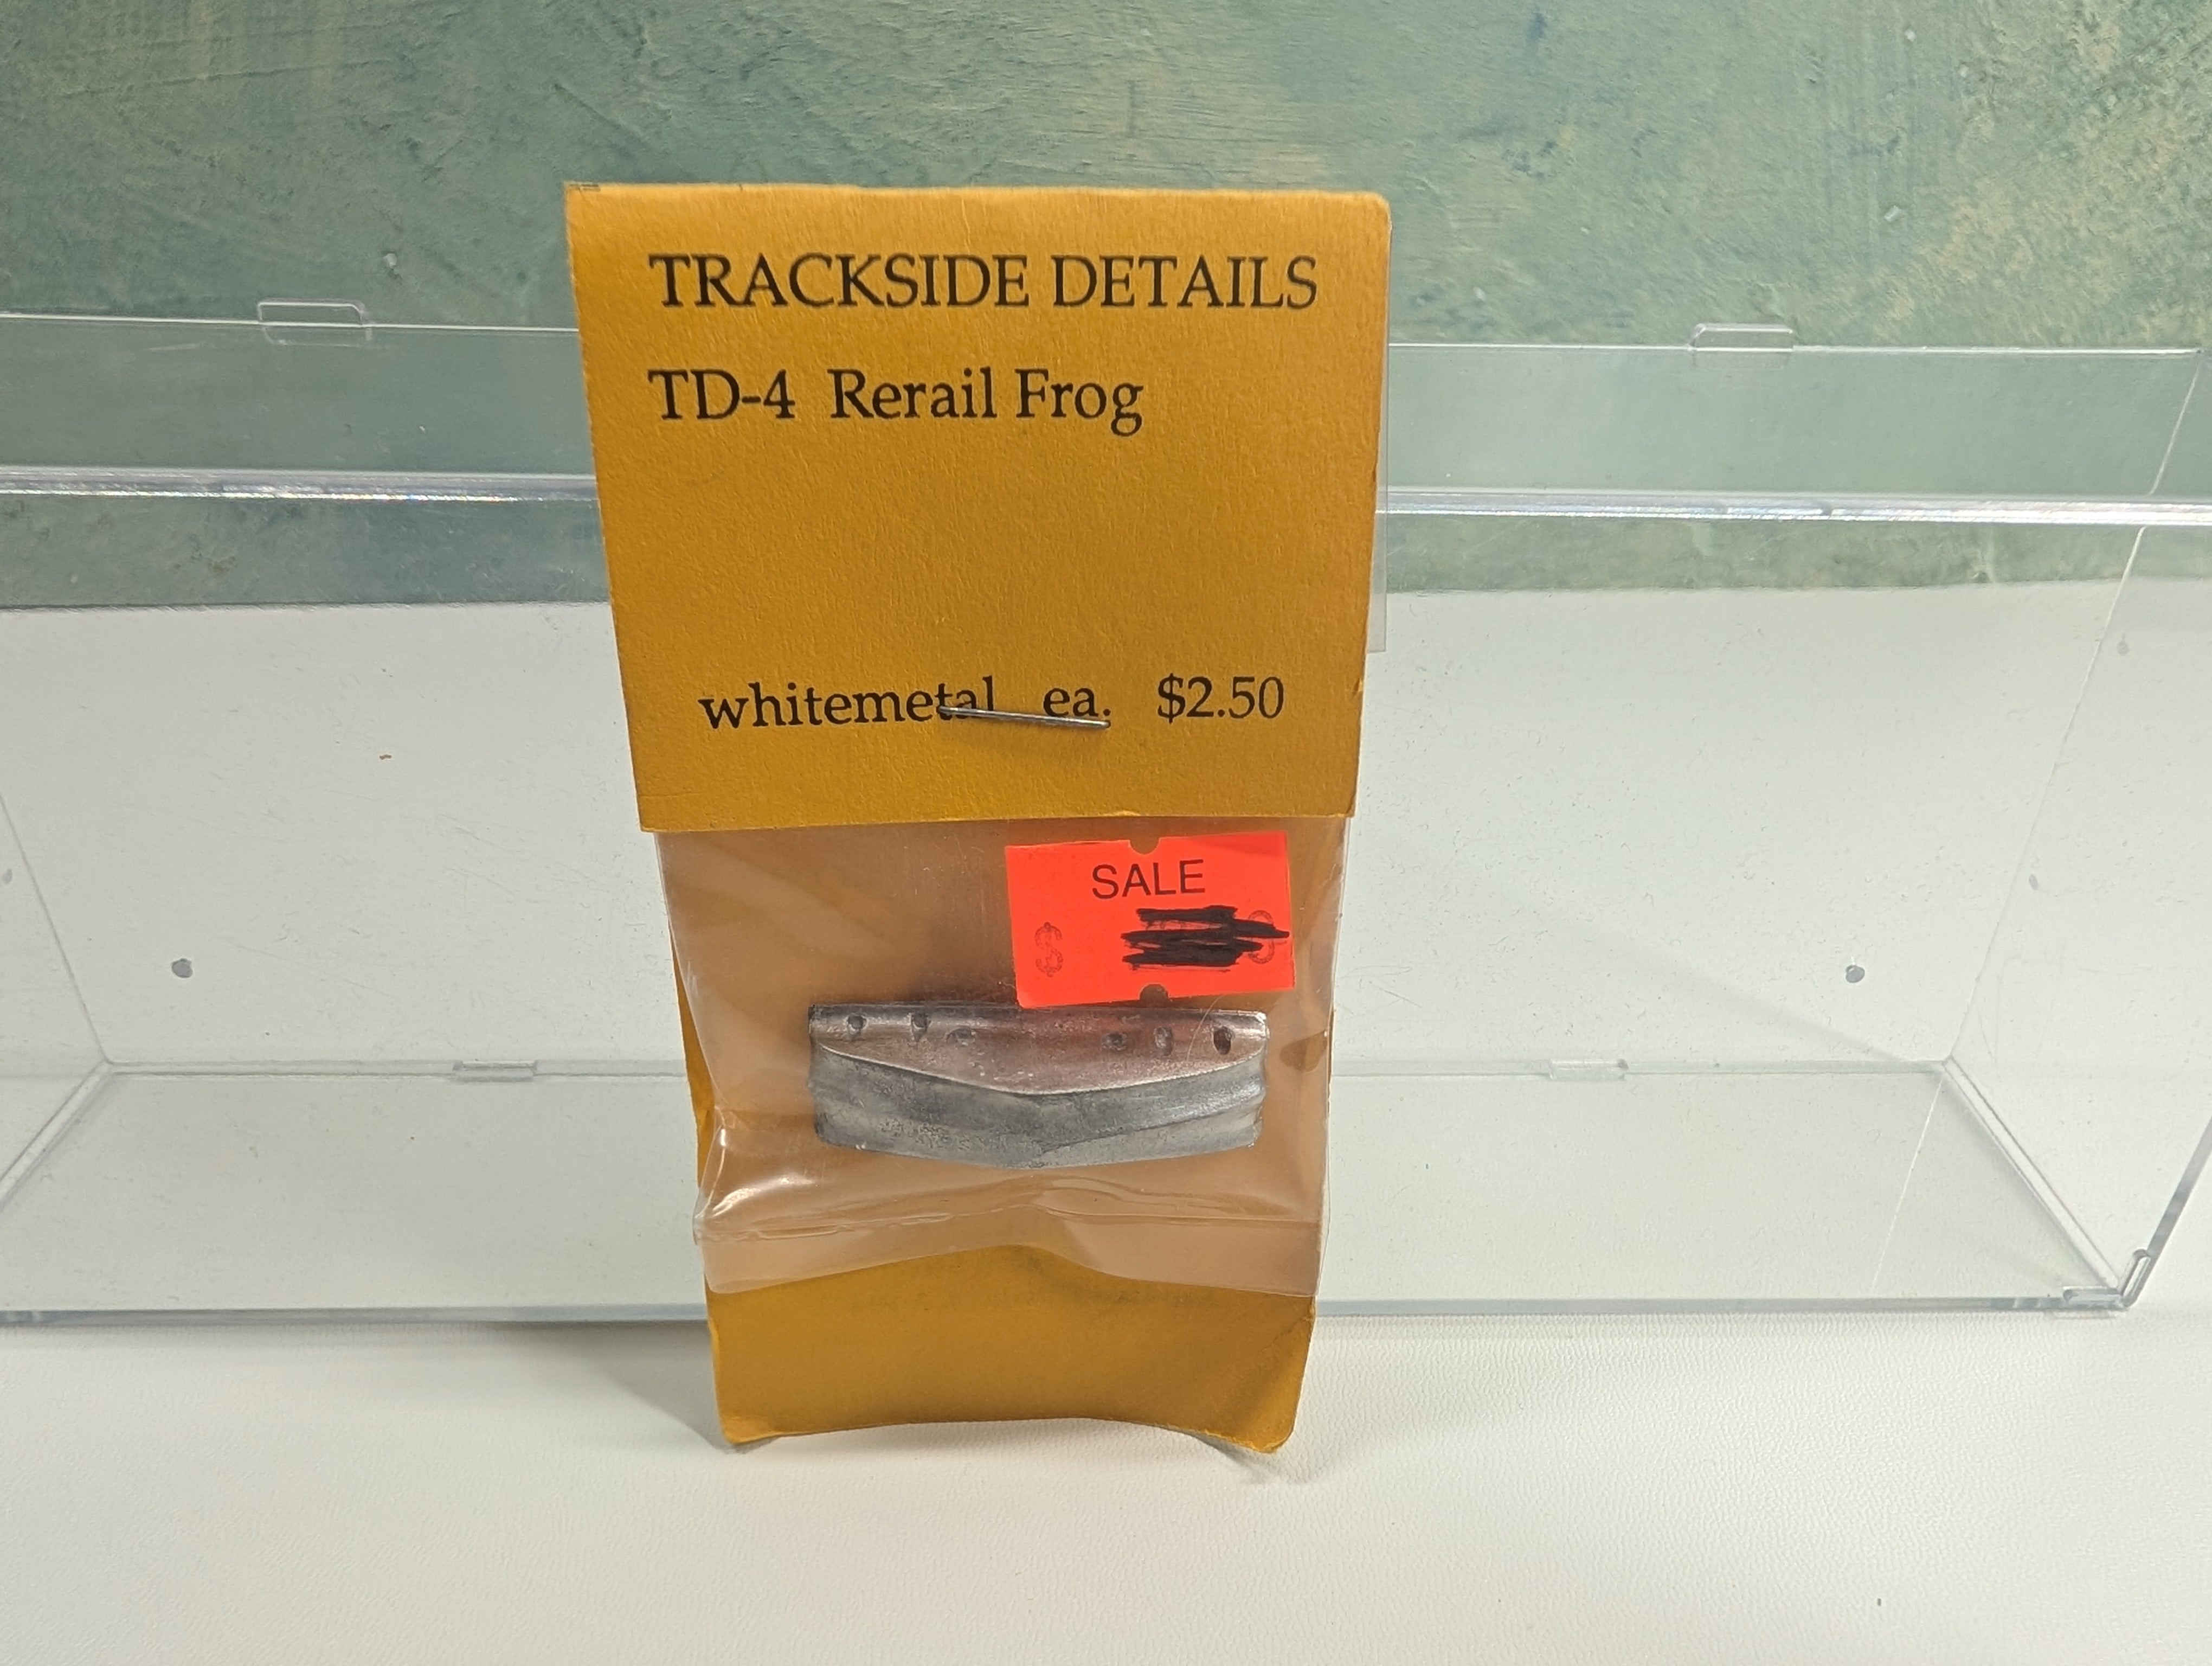 TRACKSIDE DETAILS
TD-4 Rerail Frog
whitemetal ea. $2.50
SALE
$